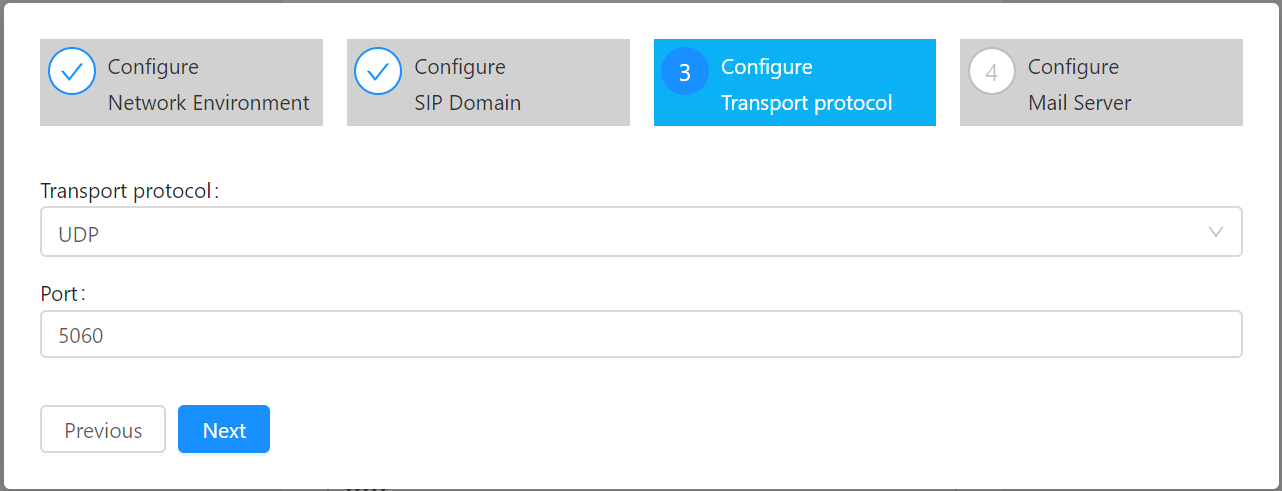 Configure
Network Environment
Configure
SIP Domain
3
Configure
Transport protocol
4
Configure
Mail Server
Transport protocol:
UDP
Port:
5060
Previous
Next